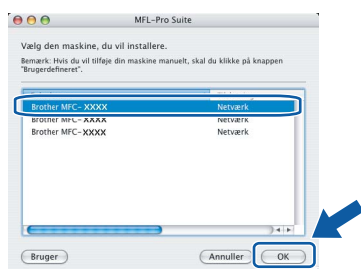 MFL-Pro Suite
Vælg den maskine, du vil installere.
Bemærk: Hvis du vil tilføje din maskine manuelt, skal du klikke på knappen
"Brugerdefineret".
Brother MFC- XXXX Netværk
Brother MFC- XXXX Netværk
Brother MFC- XXXX Netværk
Bruger Annuller OK